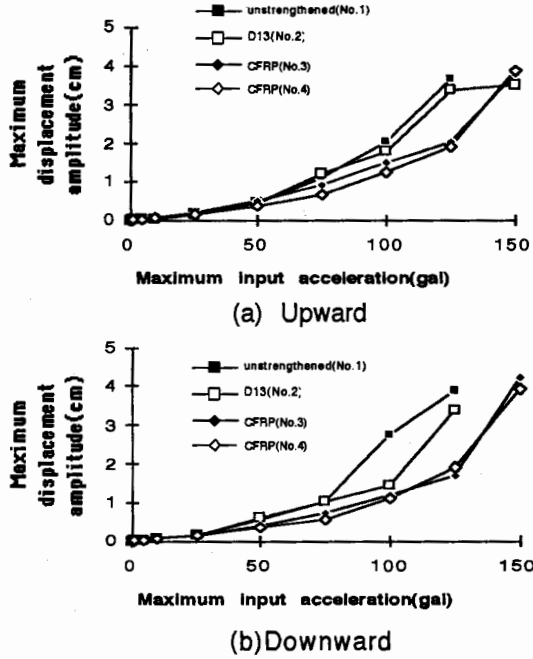 unstrengthened(No.1)
D13(No.2;
CFRP(No.3)
CFRP(No.4)
Maximum
displacement
amplitude(cm)
5
4
3
2
1
0
0 50 100 150
Maximum input acceleration(gal)
(a) Upward
unstrengthened(No.1)
D13(No.2;
CFRP(No.3)
CFRP(No.4)
Maximum
displacement
amplitude(cm)
5
4
3
2
1
0
0 50 100 150
Maximum input acceleration(gal)
(b)Downward